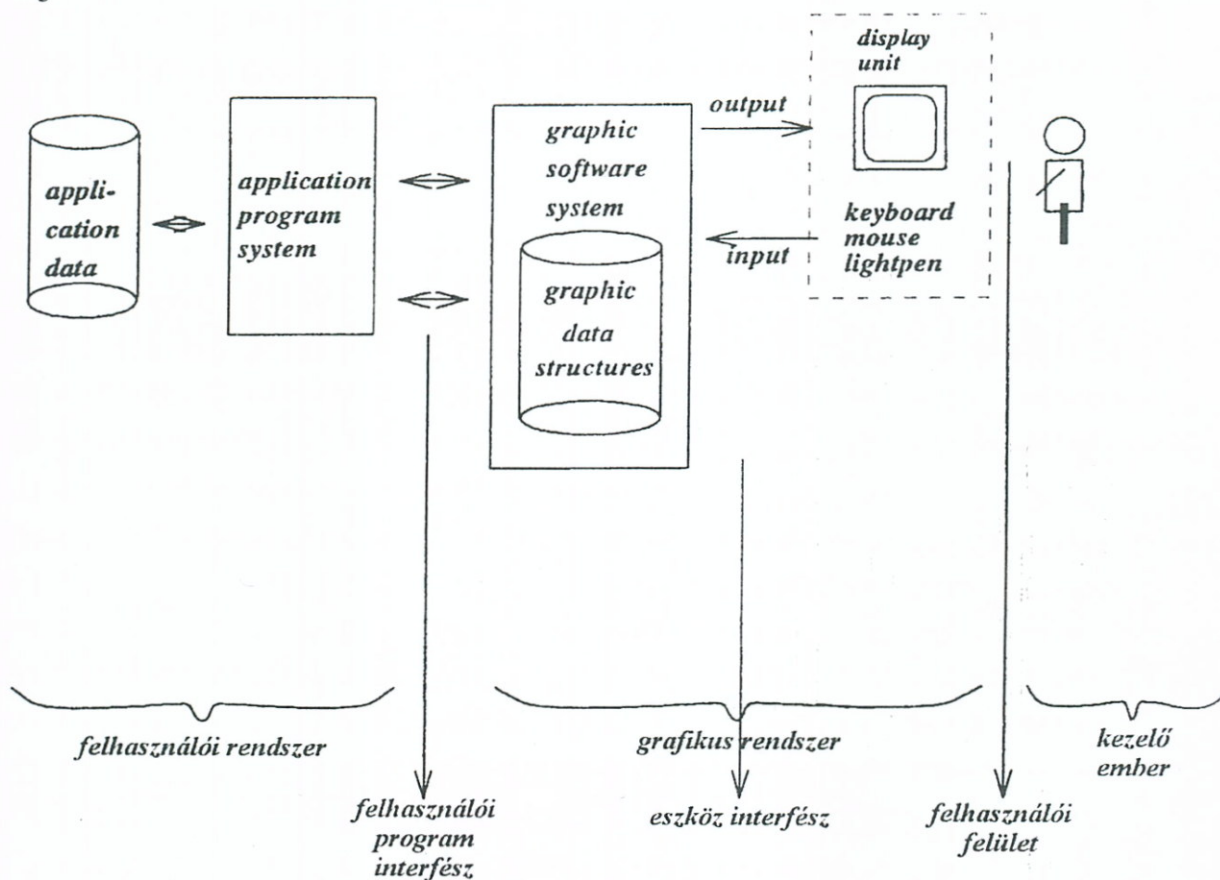 display
unit
output
graphic
software
system
appli-
cation
data
application
program
system
keyboard
mouse
lightpen
input
graphic
data
structures
felhasználói rendszer
grafikus rendszer
kezelő
ember
felhasználói
program
interfész
eszköz interfész
felhasználói
felület